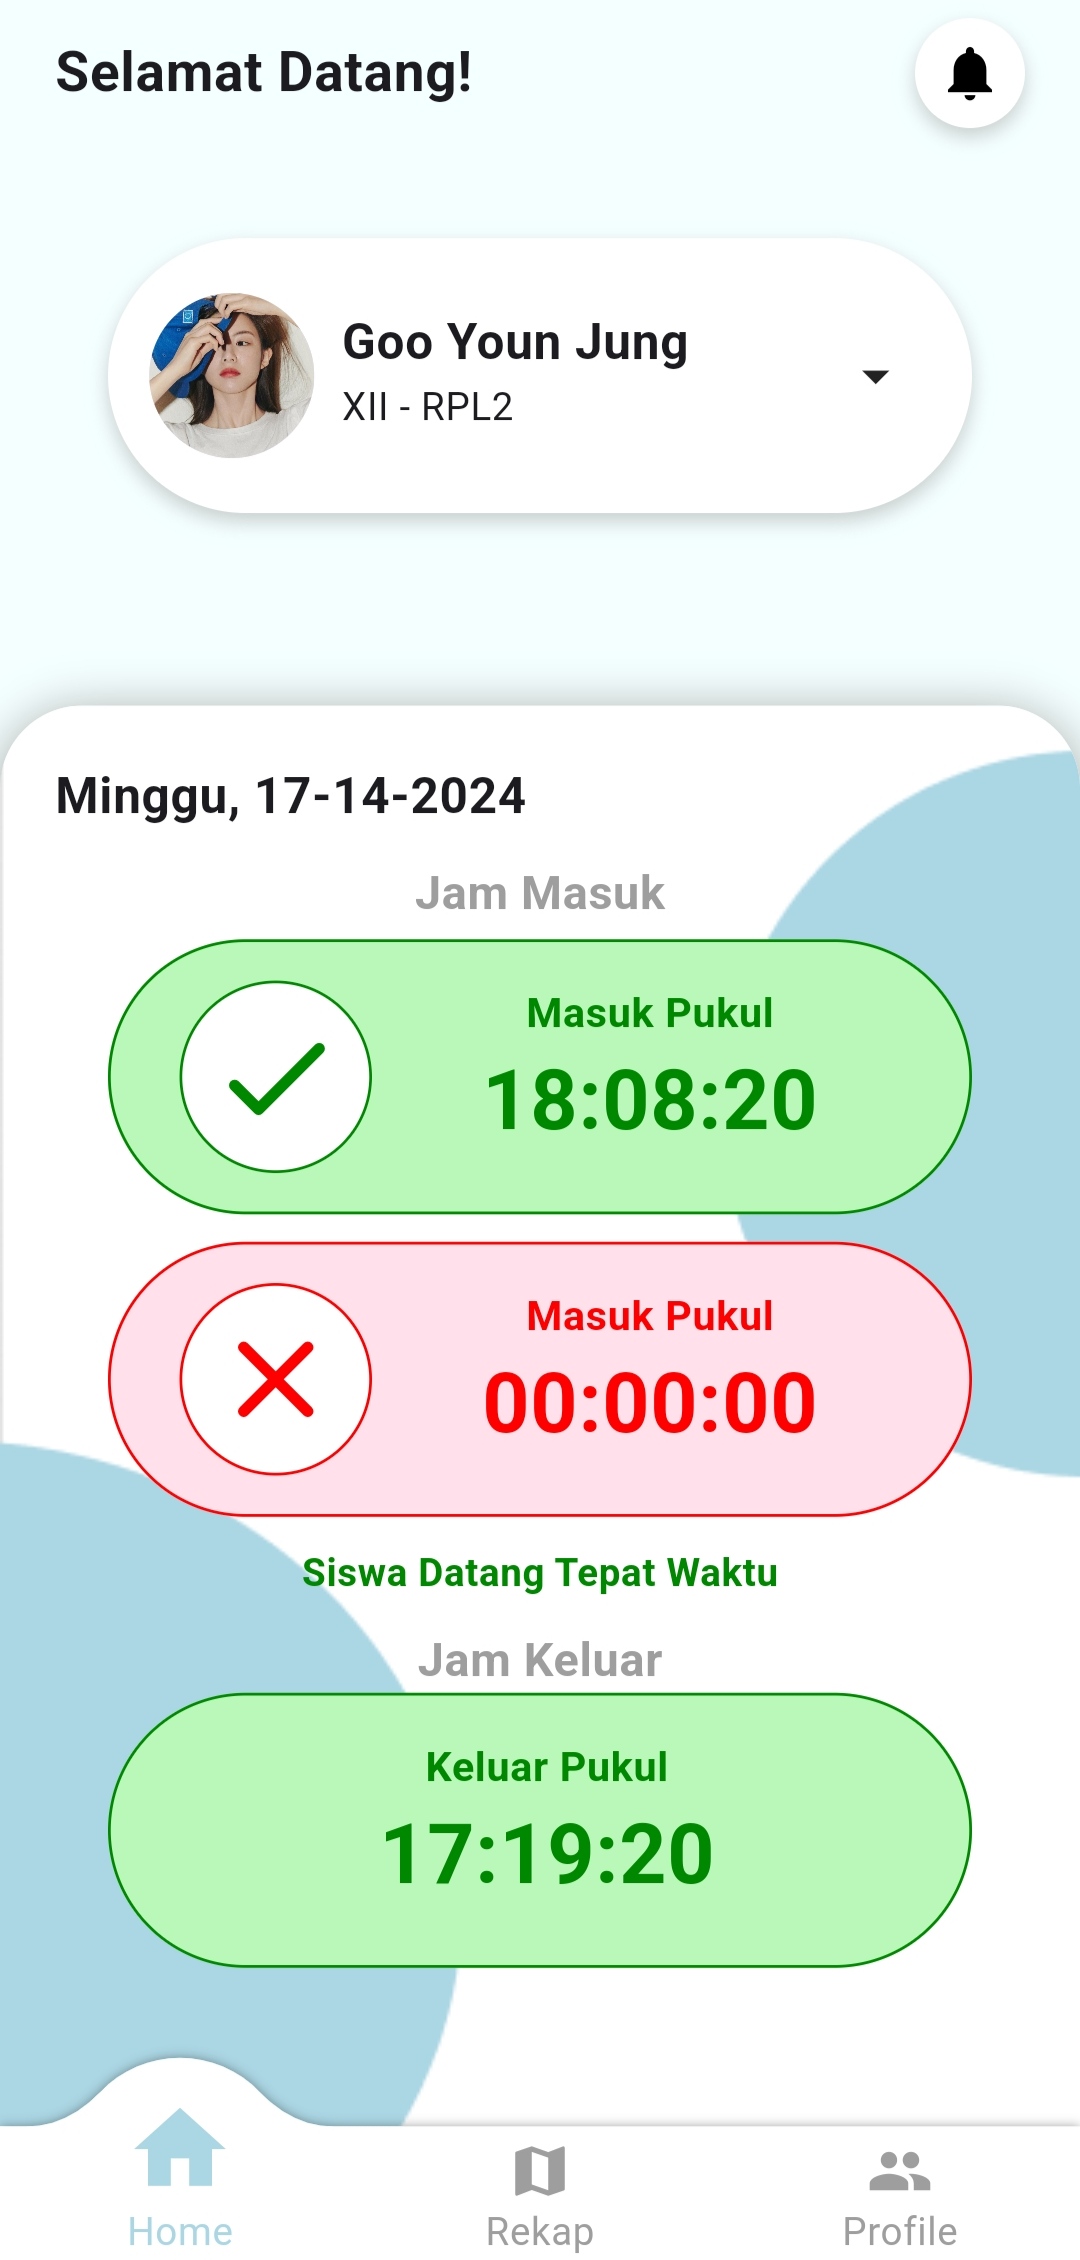 Selamat Datang!
Goo Youn Jung
XII - RPL2
Minggu, 17-14-2024
Jam Masuk
Masuk Pukul
18:08:20
Masuk Pukul
00:00:00
Siswa Datang Tepat Waktu
Jam Keluar
Keluar Pukul
17:19:20
Home
Rekap
Profile